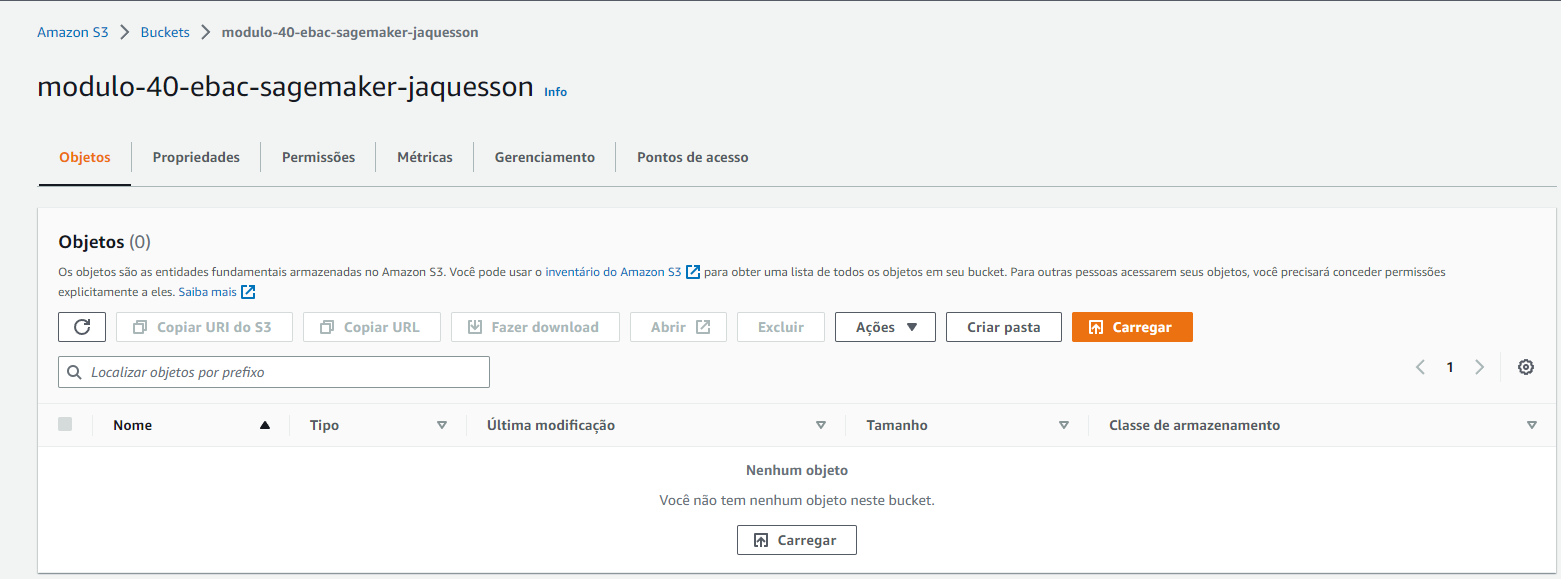 Amazon S3 > Buckets > modulo-40-ebac-sagemaker-jaquesson
modulo-40-ebac-sagemaker-jaquesson Info
Objetos Propriedades Permissões Métricas Gerenciamento Pontos de acesso
Objetos (0)
Os objetos são as entidades fundamentais armazenadas no Amazon S3. Você pode usar o inventário do Amazon S3 para obter uma lista de todos os objetos em seu bucket. Para outras pessoas acessarem seus objetos, você precisará conceder permissões
explicitamente a eles. Saiba mais
Copiar URI do S3 Copiar URL Fazer download Abrir Excluir Ações Criar pasta Carregar
Localizar objetos por prefixo 1
Nome Tipo Última modificação Tamanho Classe de armazenamento
Nenhum objeto
Você não tem nenhum objeto neste bucket.
Carregar